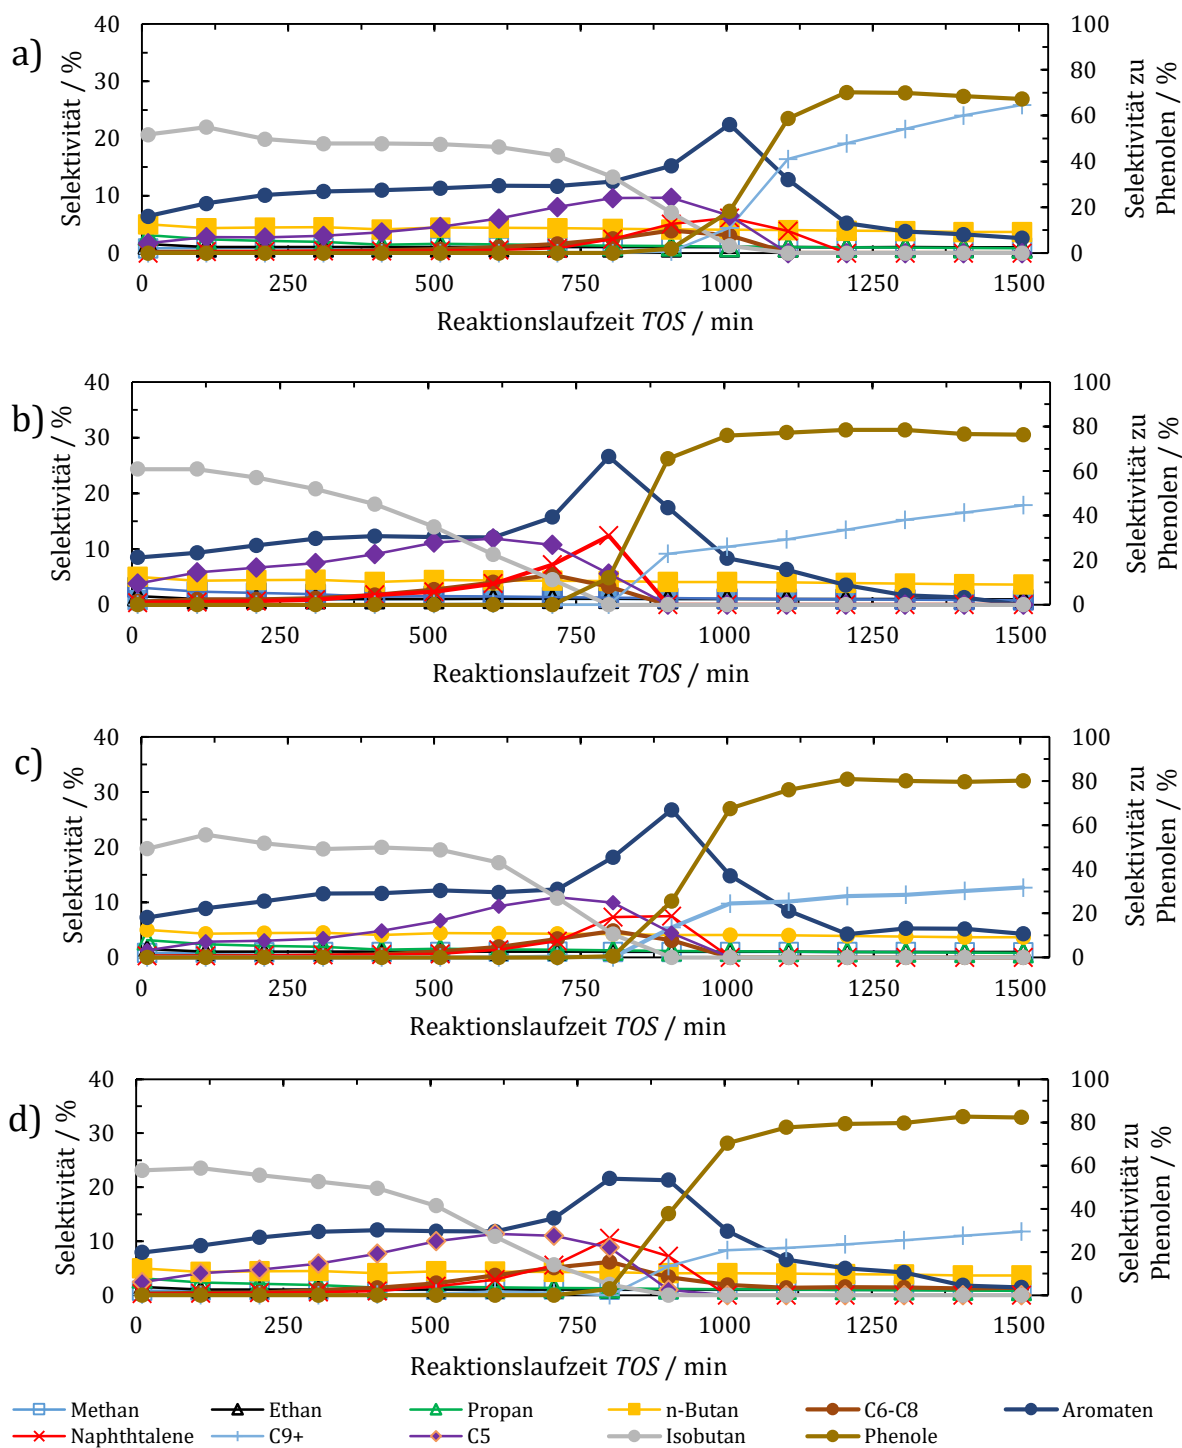 a)
Selektivität / %
40
30
20
10
0
100
80
60
40
20
0
Selektivität zu
Phenolen / %
0 250 500 750 1000 1250 1500
Reaktionslaufzeit TOS / min
b)
Selektivität / %
40
30
20
10
0
100
80
60
40
20
0
Selektivität zu
Phenolen / %
0 250 500 750 1000 1250 1500
Reaktionslaufzeit TOS / min
c)
Selektivität / %
40
30
20
10
0
100
80
60
40
20
0
Selektivität zu
Phenolen / %
0 250 500 750 1000 1250 1500
Reaktionslaufzeit TOS / min
d)
Selektivität / %
40
30
20
10
0
100
80
60
40
20
0
Selektivität zu
Phenolen / %
0 250 500 750 1000 1250 1500
Reaktionslaufzeit TOS / min
Methan Ethan Propan n-Butan C6-C8 Aromaten
Naphthtalene C9+ C5 Isobutan Phenole